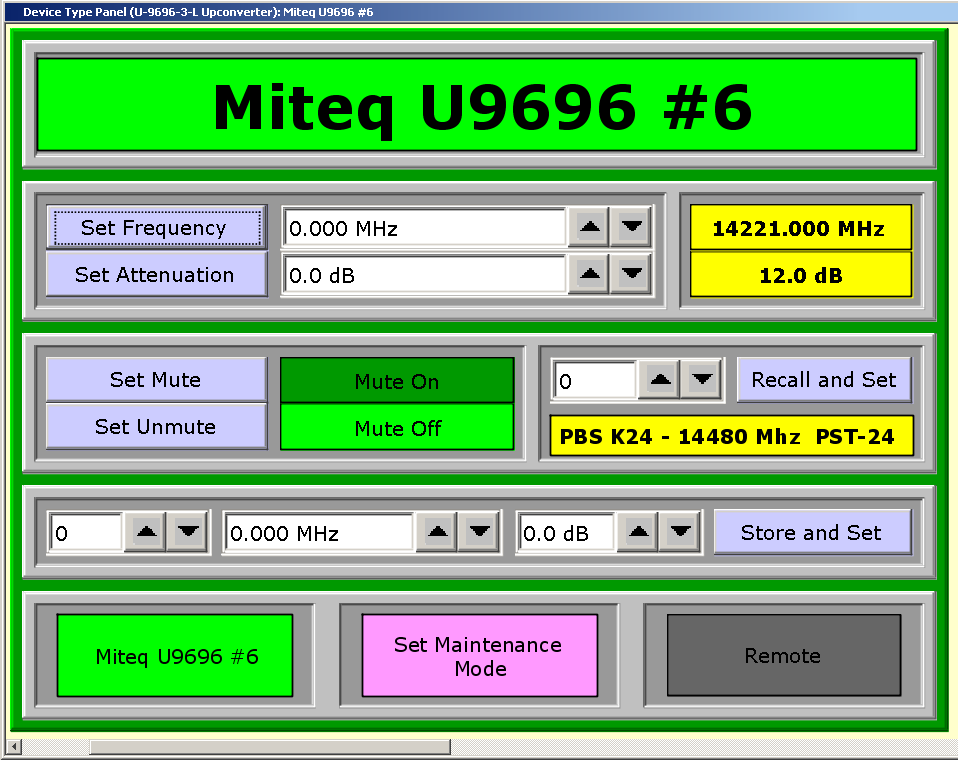 Device Type Panel (U-9696-3-L Upconverter): Miteq U9696 #6
Miteq U9696 #6
Set Frequency 0.000 MHz 14221.000 MHz
Set Attenuation 0.0 dB 12.0 dB
Set Mute Mute On 0 Recall and Set
Set Unmute Mute Off PBS K24 - 14480 Mhz PST-24
0 0.000 MHz 0.0 dB Store and Set
Miteq U9696 #6
Set Maintenance
Mode
Remote